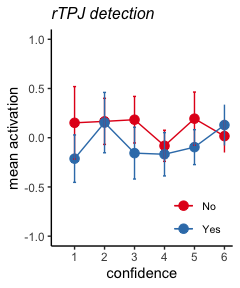 rTPJ detection
mean activation
1.0
0.5
0.0
-0.5
-1.0
No
Yes
1 2 3 4 5 6
confidence